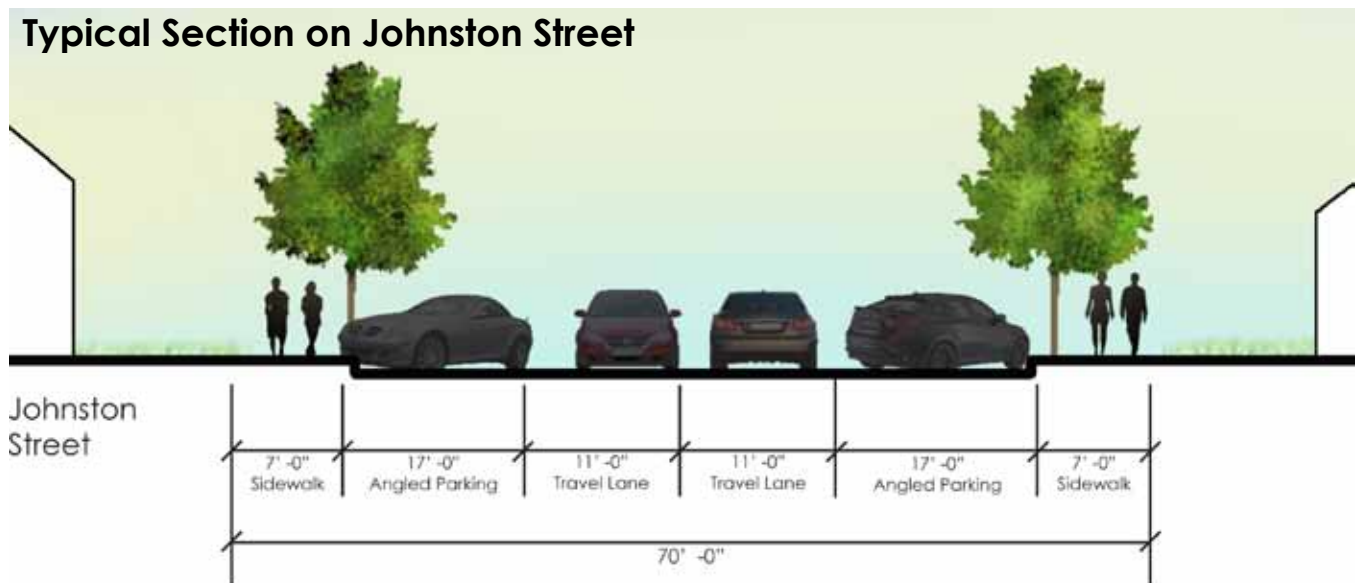 Typical Section on Johnston Street
Johnston
Street
7' -0"
Sidewalk
17' -0"
Angled Parking
11' -0"
Travel Lane
11' -0"
Travel Lane
17' -0"
Angled Parking
7' -0"
Sidewalk
70' -0"